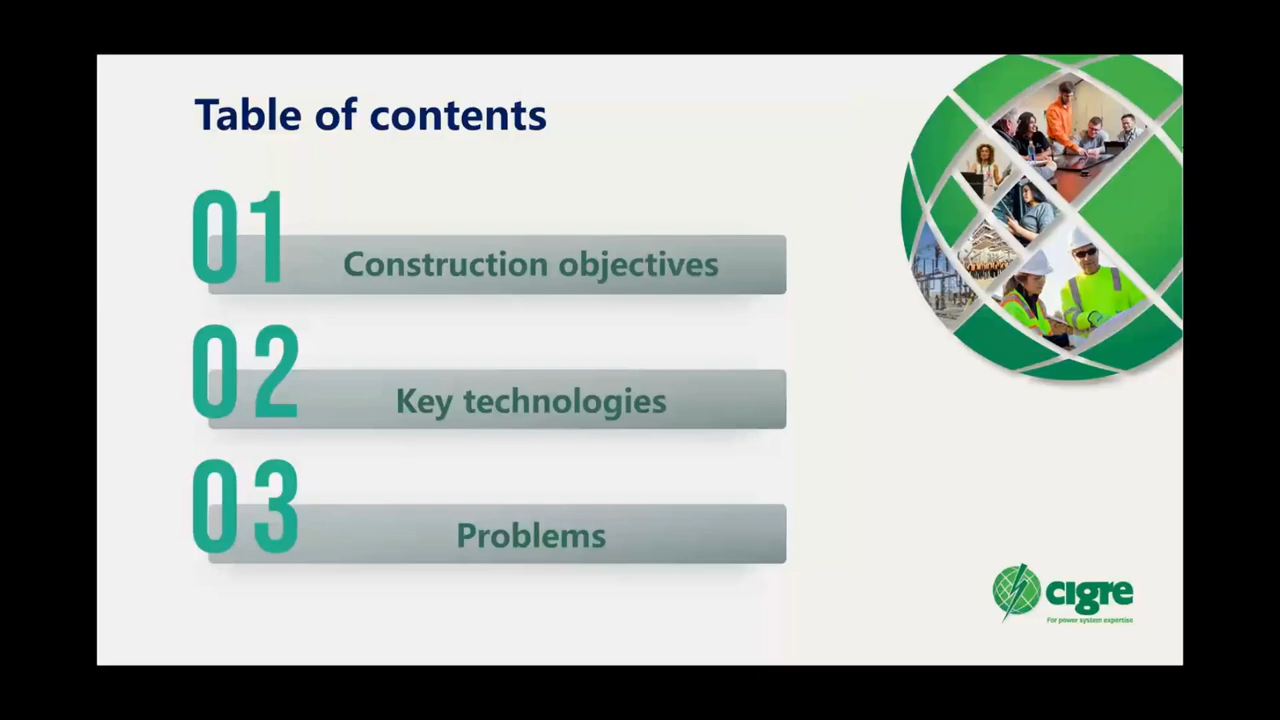 Table of contents
01
Construction objectives
02
Key technologies
03
Problems
cigre
For power system expertise